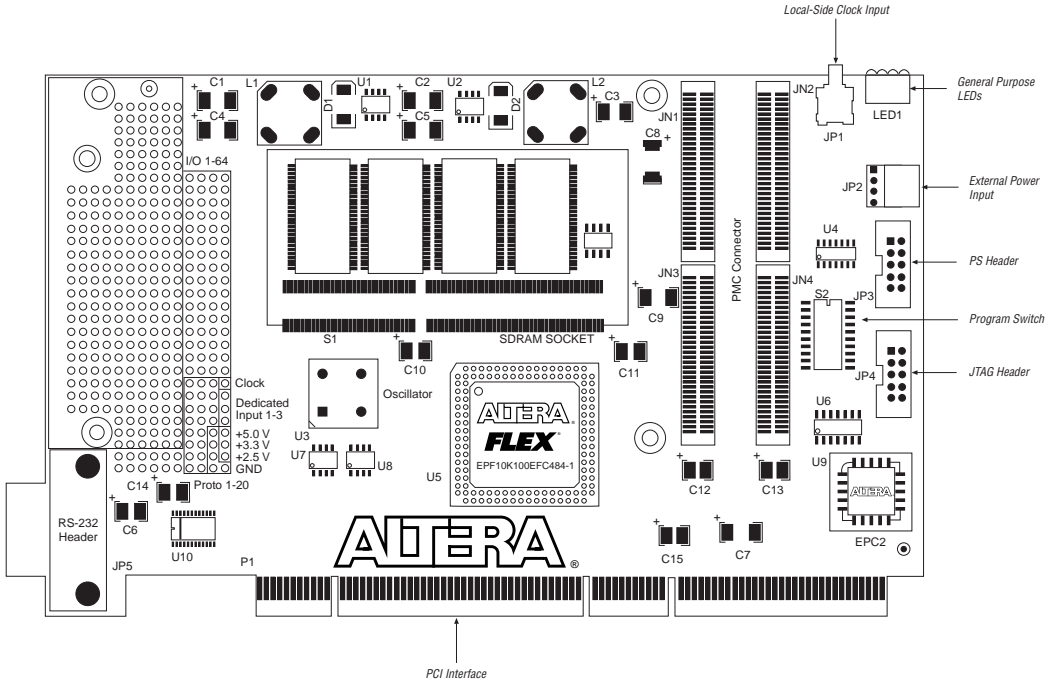 Local-Side Clock Input
General Purpose
LEDs
External Power
Input
PS Header
Program Switch
JTAG Header
PCI Interface
C1
L1
D1
U1
C2
U2
D2
L2
C3
JN1
JN2
JP1
LED1
C4
C5
C8
+
I/O 1-64
JP2
U4
PMC Connector
JN3
JN4
S2
JP3
C9
S1
SDRAM SOCKET
C10
C11
JP4
Clock
Dedicated
Input 1-3
+5.0 V
+3.3 V
+2.5 V
GND
Proto 1-20
Oscillator
U3
U7
U8
U5
ALTERA®
FLEX®
EPF10K100EFC484-1
U6
U9
ALTERA
EPC2
C12
C13
C14
C6
U10
RS-232
Header
JP5
P1
ALTERA®
C15
C7